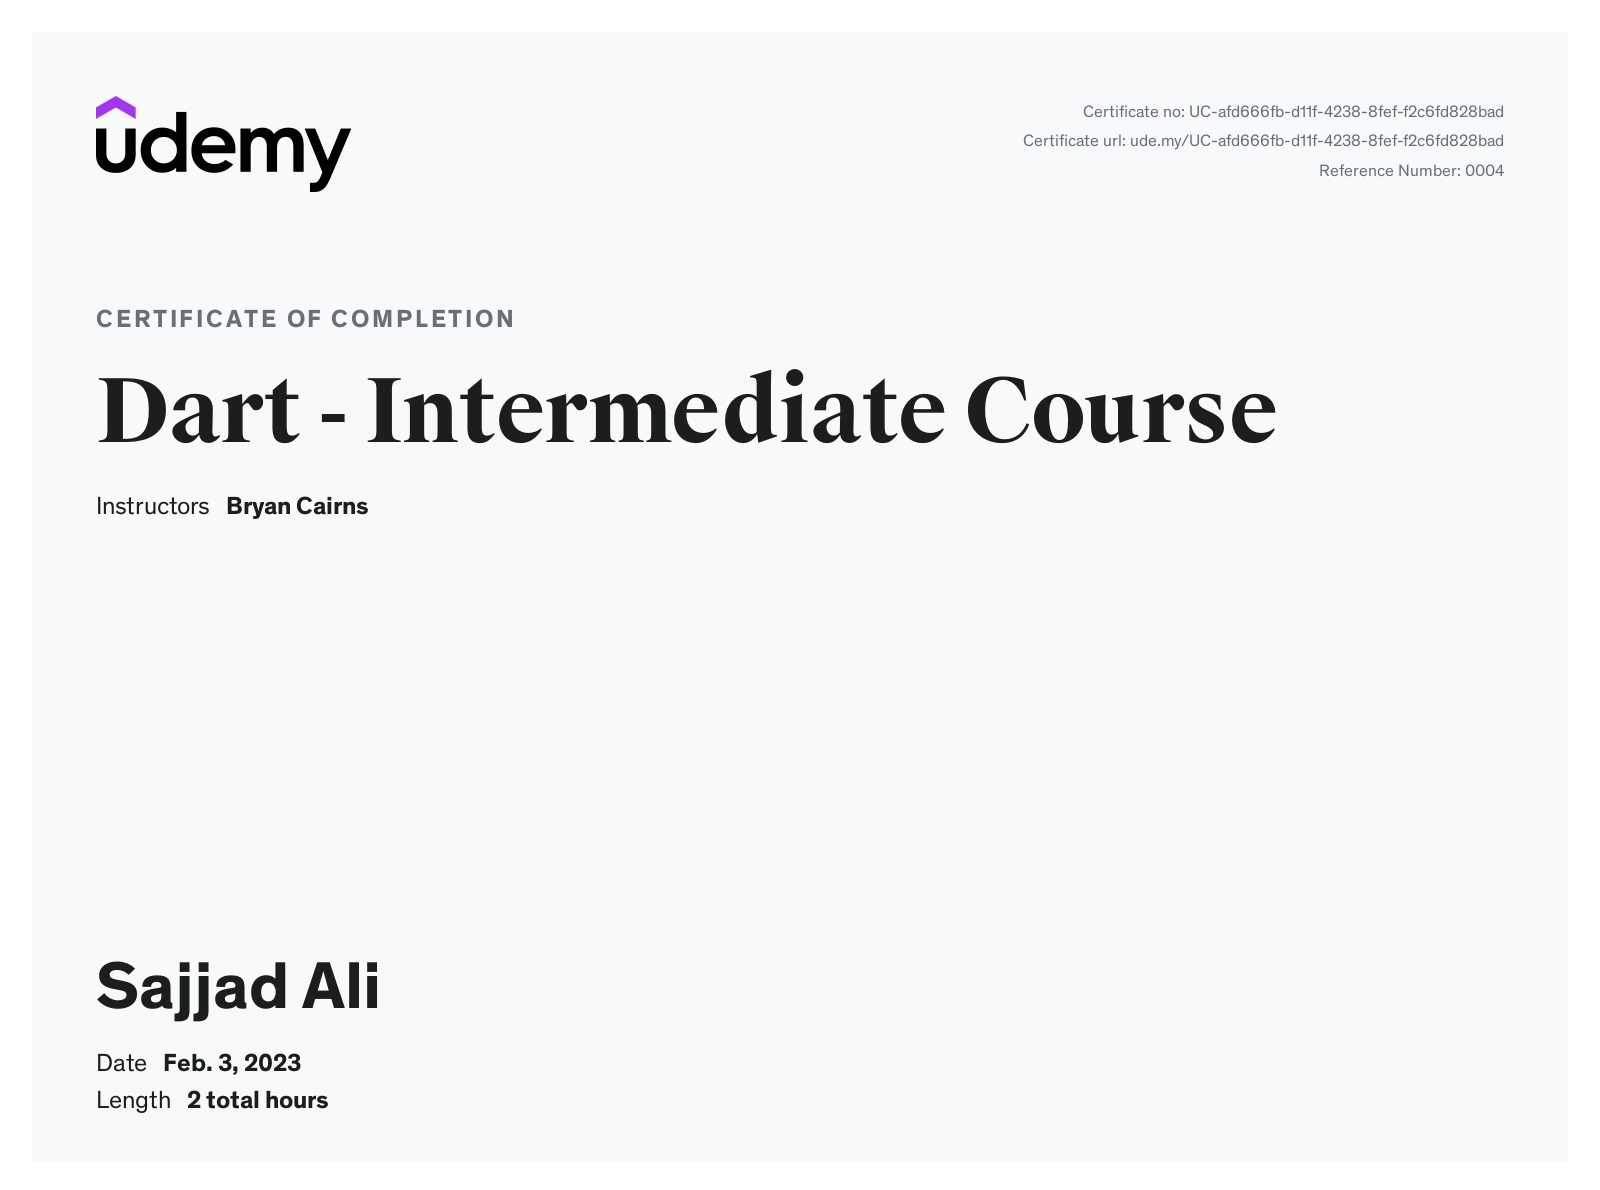 udemy
Certificate no: UC-afd666fb-d11f-4238-8fef-f2c6fd828bad
Certificate url: ude.my/UC-afd666fb-d11f-4238-8fef-f2c6fd828bad
Reference Number: 0004
CERTIFICATE OF COMPLETION
Dart - Intermediate Course
Instructors Bryan Cairns
Sajjad Ali
Date Feb. 3, 2023
Length 2 total hours